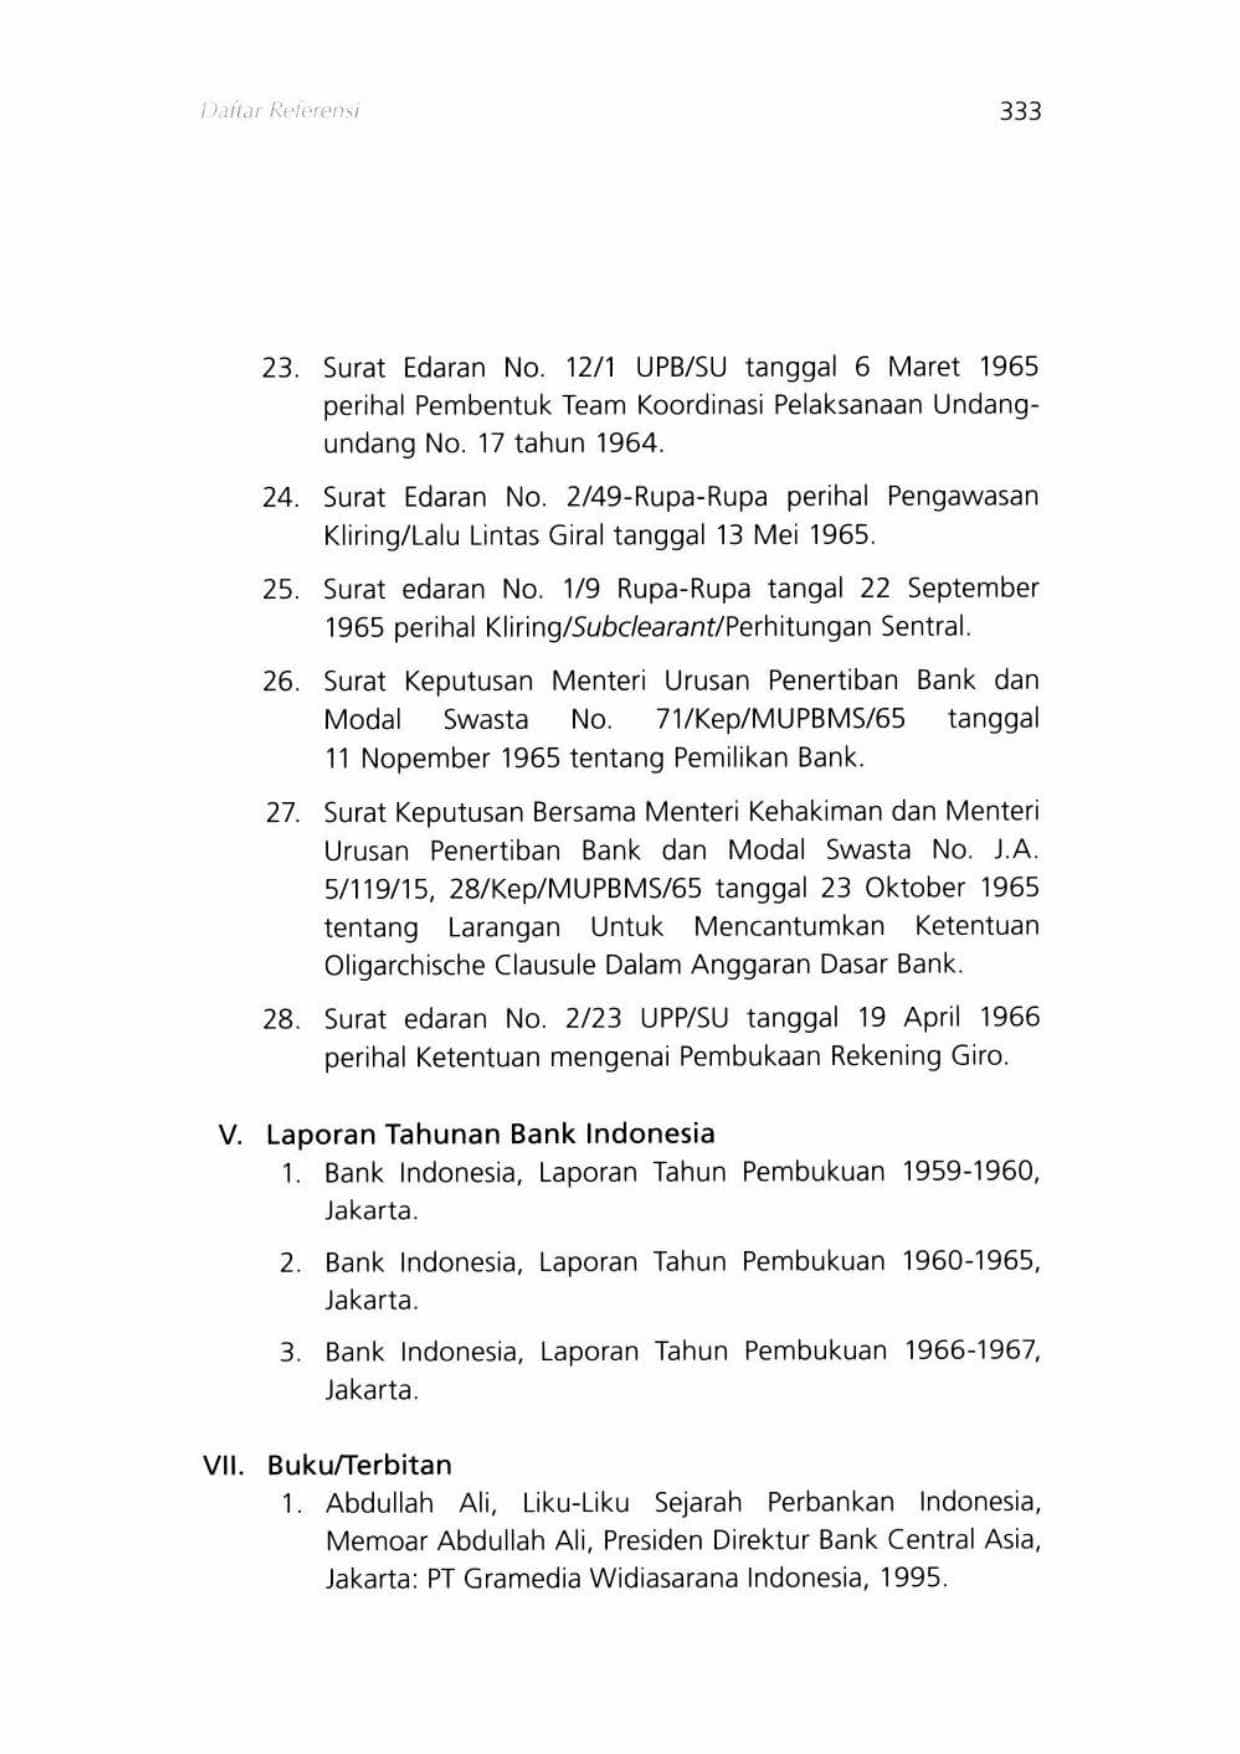 Daftar Referensi 333
23. Surat Edaran No. 12/1 UPB/SU tanggal 6 Maret 1965
perihal Pembentuk Team Koordinasi Pelaksanaan Undang-
undang No. 17 tahun 1964.
24. Surat Edaran No. 2/49-Rupa-Rupa perihal Pengawasan
Kliring/Lalu Lintas Giral tanggal 13 Mei 1965.
25. Surat edaran No. 1/9 Rupa-Rupa tangal 22 September
1965 perihal Kliring/Subclearant/Perhitungan Sentral.
26. Surat Keputusan Menteri Urusan Penertiban Bank dan
Modal Swasta No. 71/Kep/MUPBMS/65 tanggal
11 Nopember 1965 tentang Pemilikan Bank.
27. Surat Keputusan Bersama Menteri Kehakiman dan Menteri
Urusan Penertiban Bank dan Modal Swasta No. J.A.
5/119/15, 28/Kep/MUPBMS/65 tanggal 23 Oktober 1965
tentang Larangan Untuk Mencantumkan Ketentuan
Oligarchische Clausule Dalam Anggaran Dasar Bank.
28. Surat edaran No. 2/23 UPP/SU tanggal 19 April 1966
perihal Ketentuan mengenai Pembukaan Rekening Giro.
V. Laporan Tahunan Bank Indonesia
1. Bank Indonesia, Laporan Tahun Pembukuan 1959-1960,
Jakarta.
2. Bank Indonesia, Laporan Tahun Pembukuan 1960-1965,
Jakarta.
3. Bank Indonesia, Laporan Tahun Pembukuan 1966-1967,
Jakarta.
VII. Buku/Terbitan
1. Abdullah Ali, Liku-Liku Sejarah Perbankan Indonesia,
Memoar Abdullah Ali, Presiden Direktur Bank Central Asia,
Jakarta: PT Gramedia Widiasarana Indonesia, 1995.